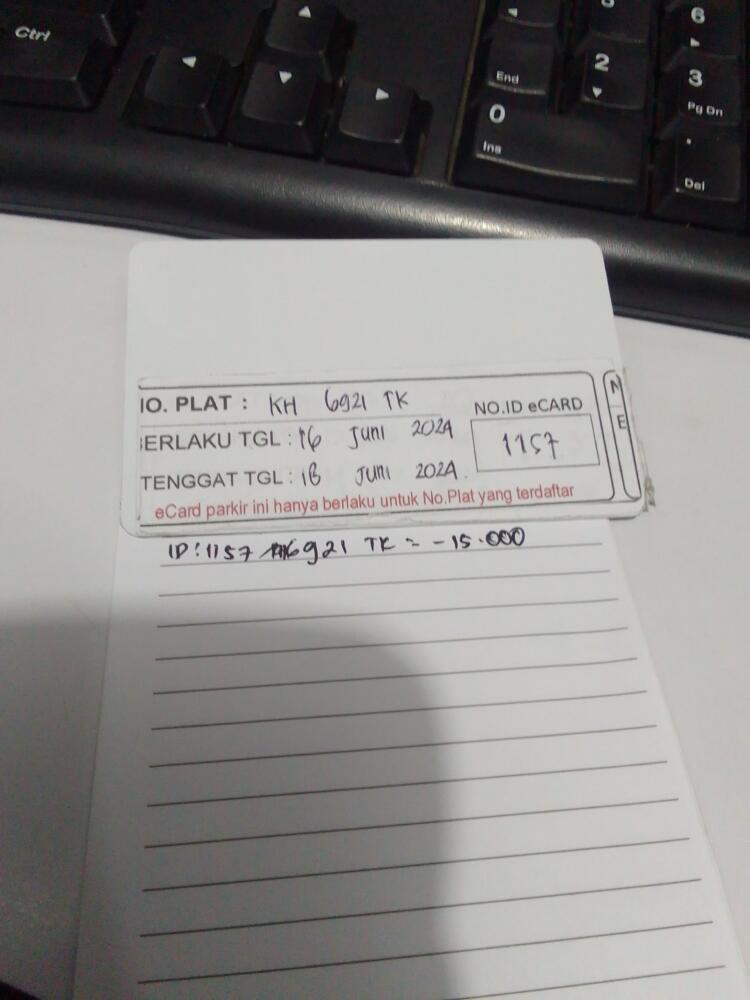 Ctrl
End
2
3
Pg Dn
6
0
Ins
.
Del
IO. PLAT : KH 6921 TK
NO.ID eCARD
1157
BERLAKU TGL : 16 Juni 2024
TENGGAT TGL : 16 Juni 2024.
eCard parkir ini hanya berlaku untuk No.Plat yang terdaftar
N
E
ID : 1157 6921 TK = -15.000